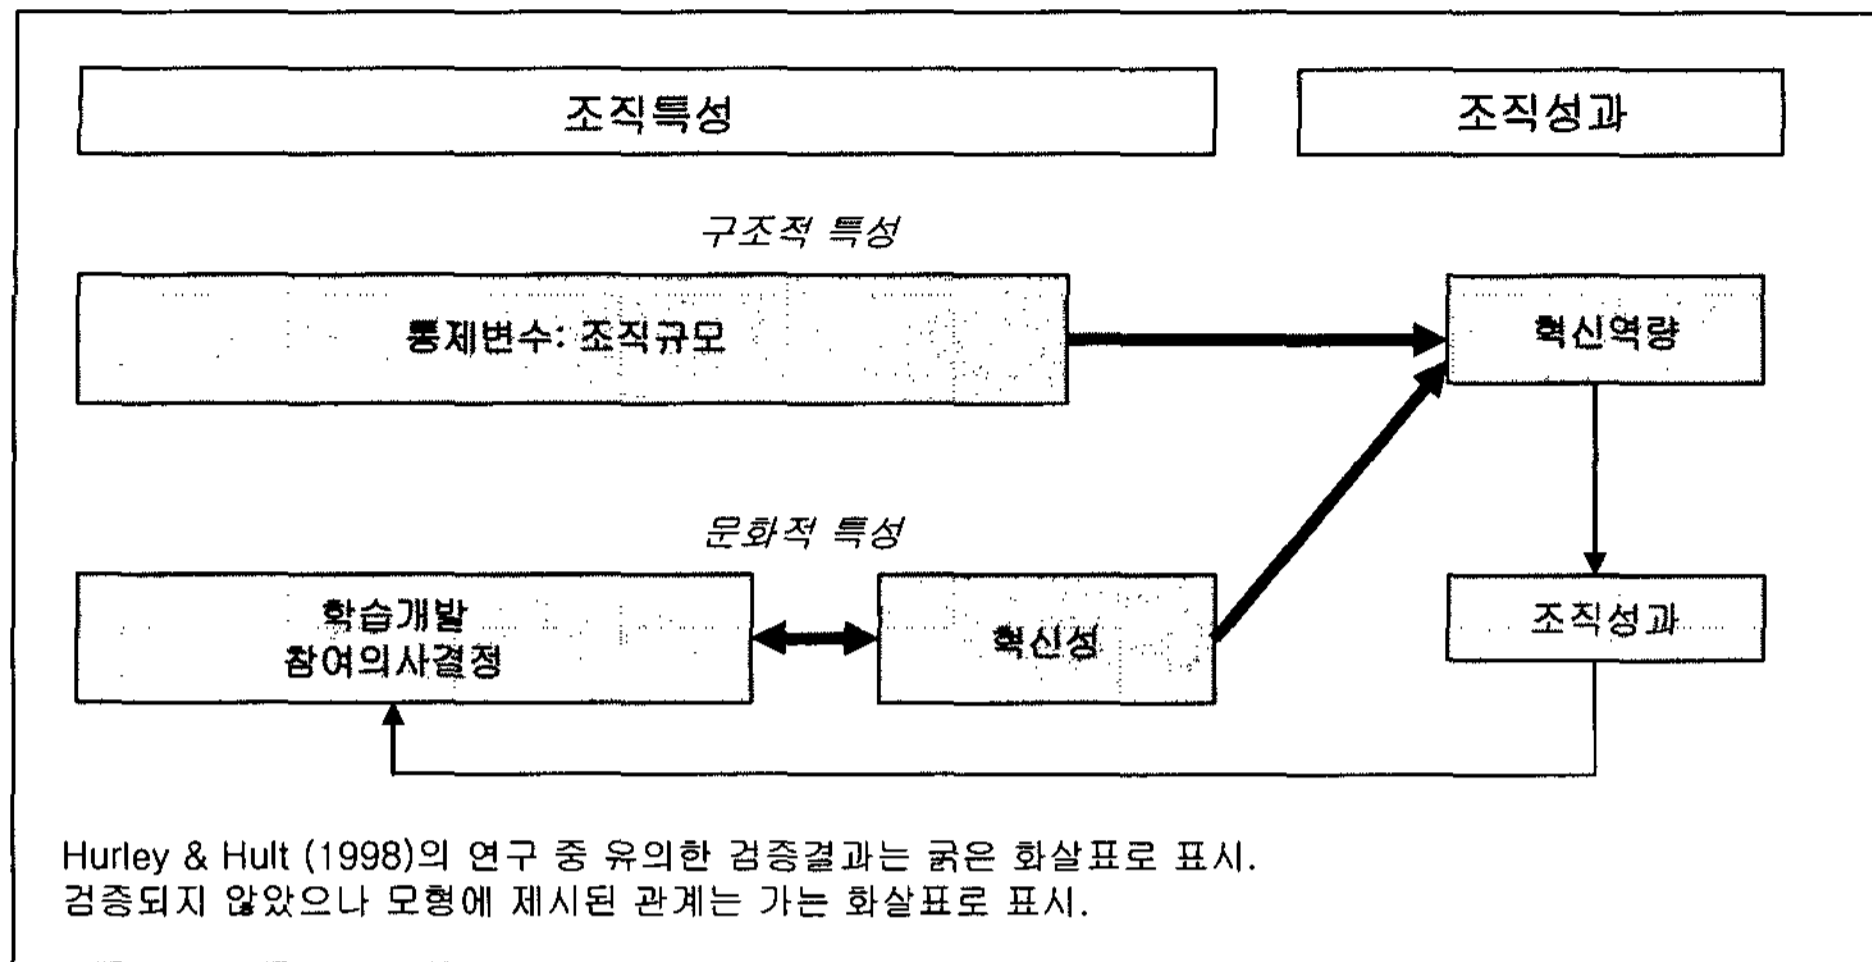 조직특성
조직성과
구조적 특성
통제변수: 조직규모
혁신역량
문화적 특성
학습개발
참여의사결정
혁신성
조직성과
Hurley & Hult (1998)의 연구 중 유의한 검증결과는 굵은 화살표로 표시.
검증되지 않았으나 모형에 제시된 관계는 가는 화살표로 표시.